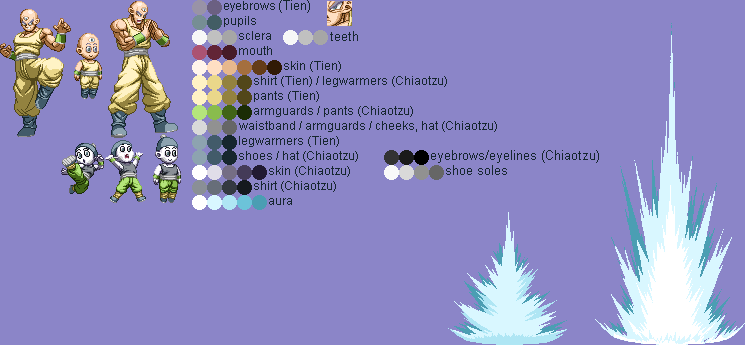 eyebrows (Tien)
pupils
sclera teeth
mouth
skin (Tien)
shirt (Tien) / legwarmers (Chiaotzu)
pants (Tien)
armguards / pants (Chiaotzu)
waistband / armguards / cheeks, hat (Chiaotzu)
legwarmers (Tien)
shoes / hat (Chiaotzu) eyebrows/eyelines (Chiaotzu)
skin (Chiaotzu) shoe soles
shirt (Chiaotzu)
aura